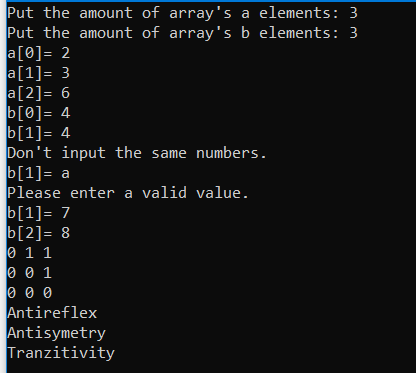 Put the amount of array's a elements: 3
Put the amount of array's b elements: 3
a[0]= 2
a[1]= 3
a[2]= 6
b[0]= 4
b[1]= 4
Don't input the same numbers.
b[1]= a
Please enter a valid value.
b[1]= 7
b[2]= 8
0 1 1
0 0 1
0 0 0
Antireflex
Antisymetry
Tranzitivity